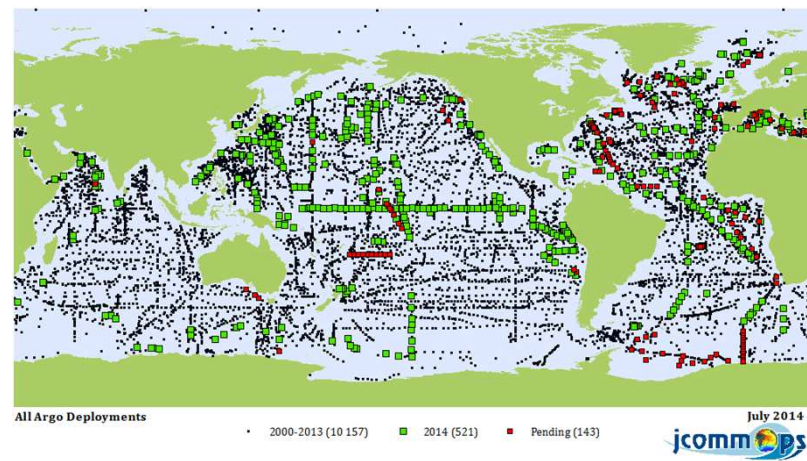 All Argo Deployments
July 2014
2000-2013 (10 157)
2014 (521)
Pending (143)
jcommops